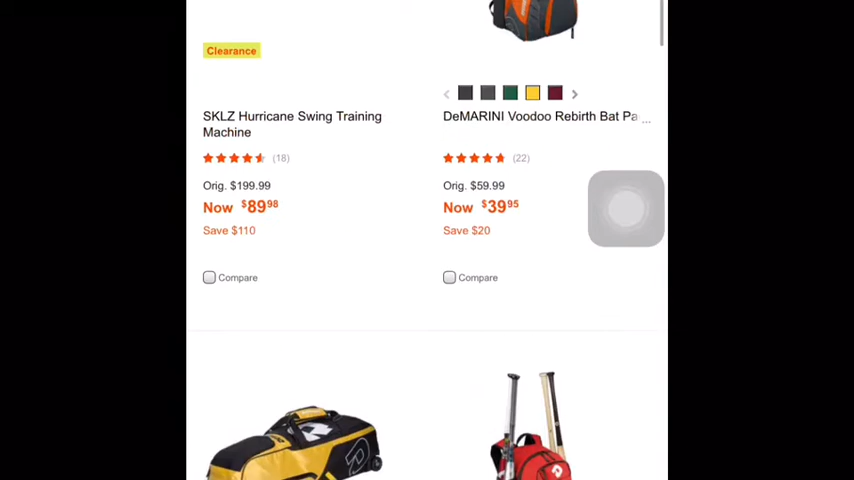 Clearance
SKLZ Hurricane Swing Training
Machine
(18)
Orig. $199.99
Now $89.98
Save $110
Compare
DeMARINI Voodoo Rebirth Bat Pa...
(22)
Orig. $59.99
Now $39.95
Save $20
Compare